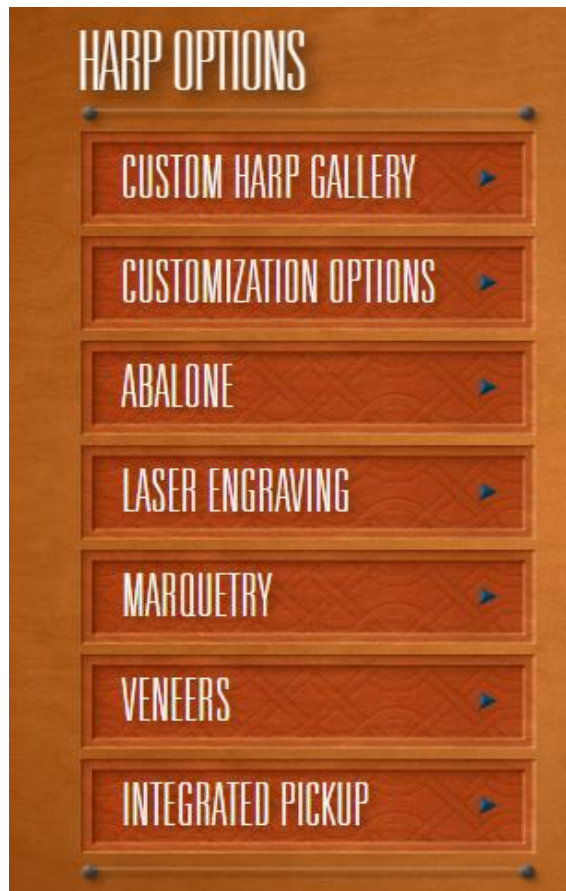 HARP OPTIONS
CUSTOM HARP GALLERY
CUSTOMIZATION OPTIONS
ABALONE
LASER ENGRAVING
MARQUETRY
VENEERS
INTEGRATED PICKUP